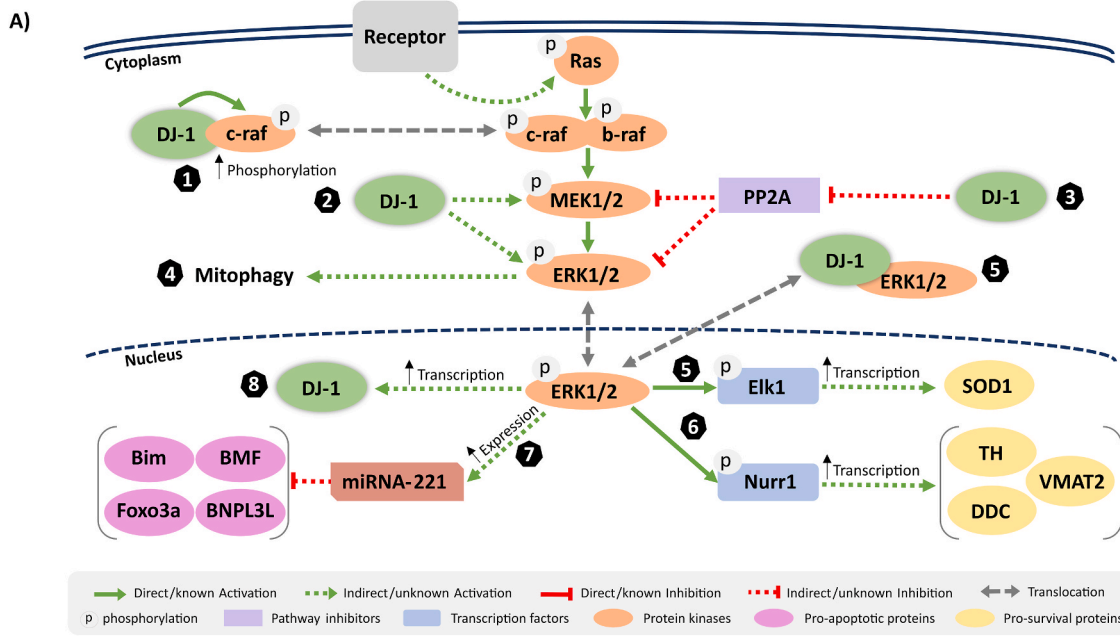 A)
Receptor
Cytoplasm
p
Ras
DJ-1
c-raf
p
p
c-raf
p
b-raf
1
Phosphorylation
2
DJ-1
p
MEK1/2
PP2A
DJ-1
3
4
Mitophagy
p
ERK1/2
DJ-1
ERK1/2
5
Nucleus
8
DJ-1
Transcription
p
ERK1/2
5
p
Elk1
Transcription
SOD1
6
Expression
7
Bim
BMF
Foxo3a
BNPL3L
miRNA-221
p
Nurr1
Transcription
TH
VMAT2
DDC
Direct/known Activation
Indirect/unknown Activation
Direct/known Inhibition
Indirect/unknown Inhibition
Translocation
p phosphorylation
Pathway inhibitors
Transcription factors
Protein kinases
Pro-apoptotic proteins
Pro-survival protein